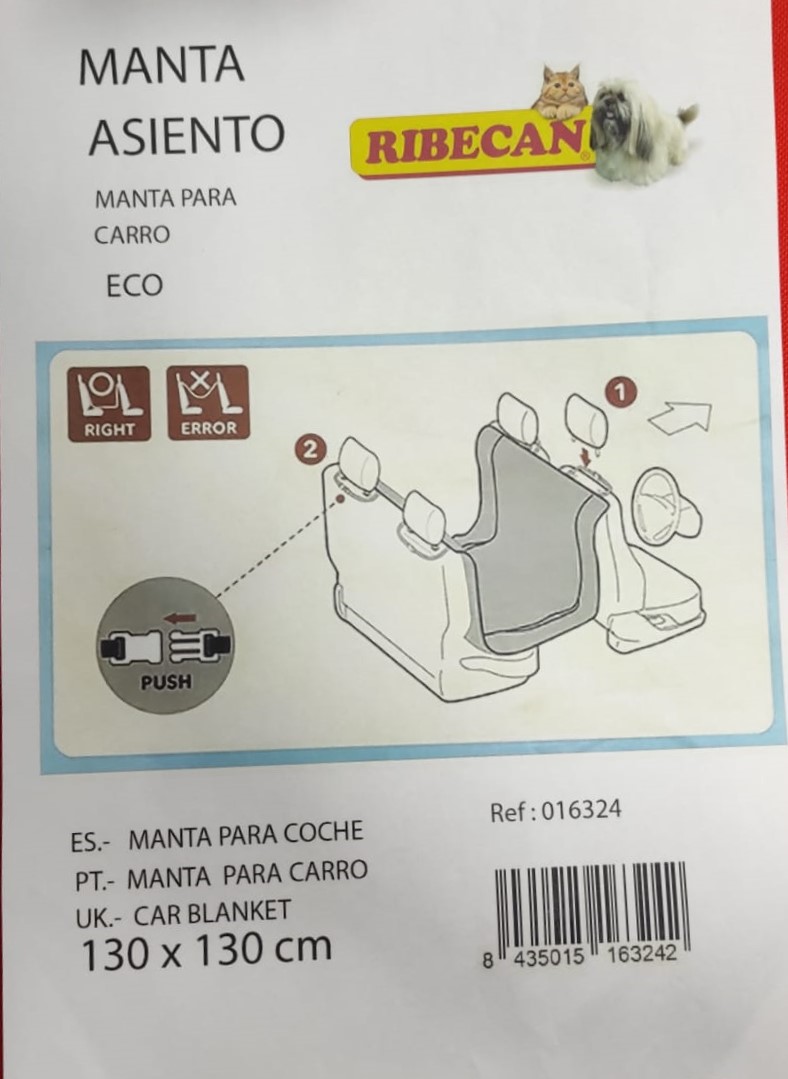 MANTA
ASIENTO
RIBECAN®
MANTA PARA
CARRO
ECO
RIGHT
ERROR
1
2
PUSH
ES.- MANTA PARA COCHE
PT.- MANTA PARA CARRO
UK.- CAR BLANKET
130 x 130 cm
Ref : 016324
8 435015 163242